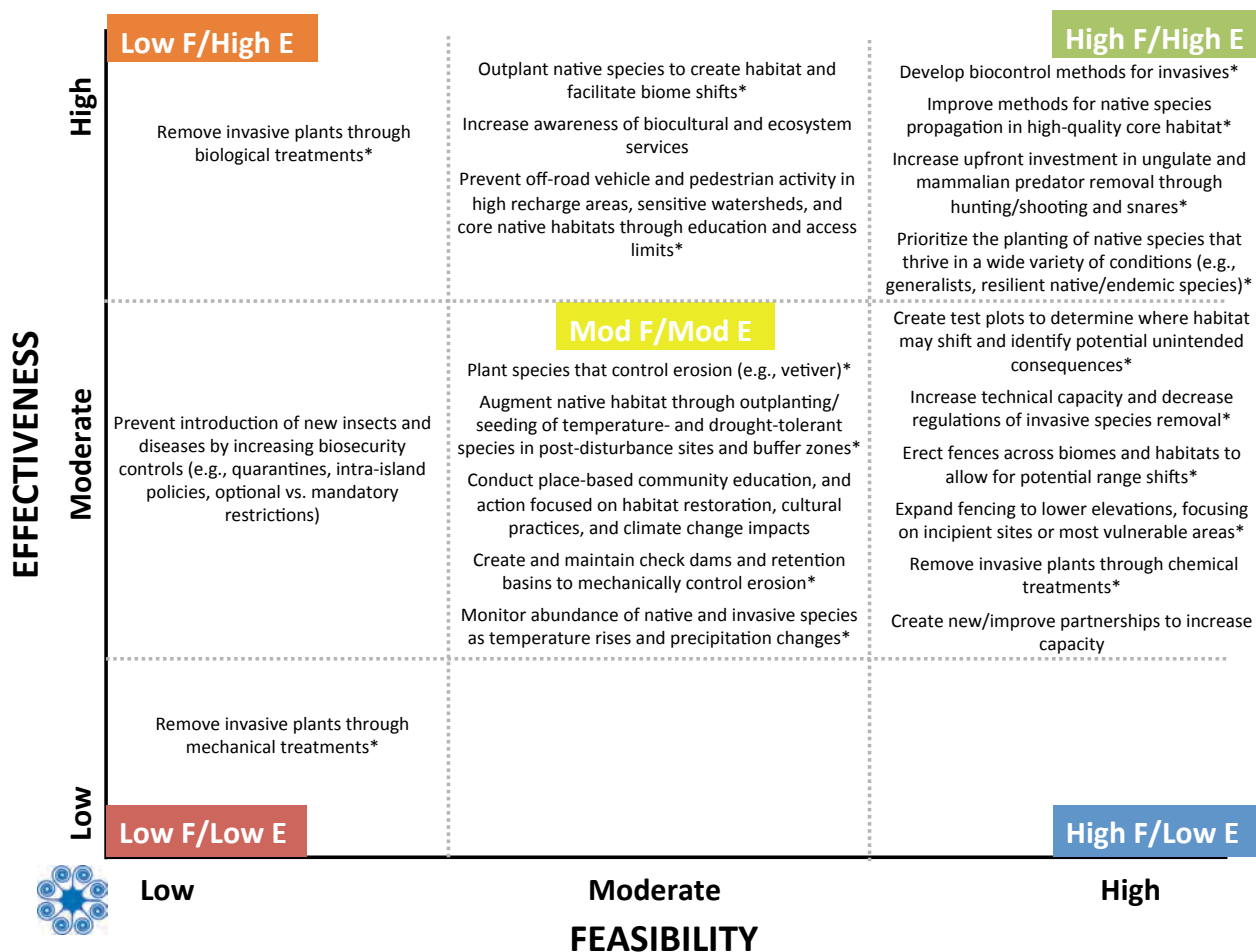 Low F/High E
High F/High E
High
Remove invasive plants through
biological treatments*
Outplant native species to create habitat and
facilitate biome shifts*
Increase awareness of biocultural and ecosystem
services
Prevent off-road vehicle and pedestrian activity in
high recharge areas, sensitive watersheds, and
core native habitats through education and access
limits*
Develop biocontrol methods for invasives*
Improve methods for native species
propagation in high-quality core habitat*
Increase upfront investment in ungulate and
mammalian predator removal through
hunting/shooting and snares*
Prioritize the planting of native species that
thrive in a wide variety of conditions (e.g.,
generalists, resilient native/endemic species)*
EFFECTIVENESS
Moderate
Prevent introduction of new insects and
diseases by increasing biosecurity
controls (e.g., quarantines, intra-island
policies, optional vs. mandatory
restrictions)
Mod F/Mod E
Plant species that control erosion (e.g., vetiver)*
Augment native habitat through outplanting/
seeding of temperature- and drought-tolerant
species in post-disturbance sites and buffer zones*
Conduct place-based community education, and
action focused on habitat restoration, cultural
practices, and climate change impacts
Create and maintain check dams and retention
basins to mechanically control erosion*
Monitor abundance of native and invasive species
as temperature rises and precipitation changes*
Create test plots to determine where habitat
may shift and identify potential unintended
consequences*
Increase technical capacity and decrease
regulations of invasive species removal*
Erect fences across biomes and habitats to
allow for potential range shifts*
Expand fencing to lower elevations, focusing
on incipient sites or most vulnerable areas*
Remove invasive plants through chemical
treatments*
Create new/improve partnerships to increase
capacity
Low
Remove invasive plants through
mechanical treatments*
Low F/Low E
High F/Low E
Low
Moderate
High
FEASIBILITY